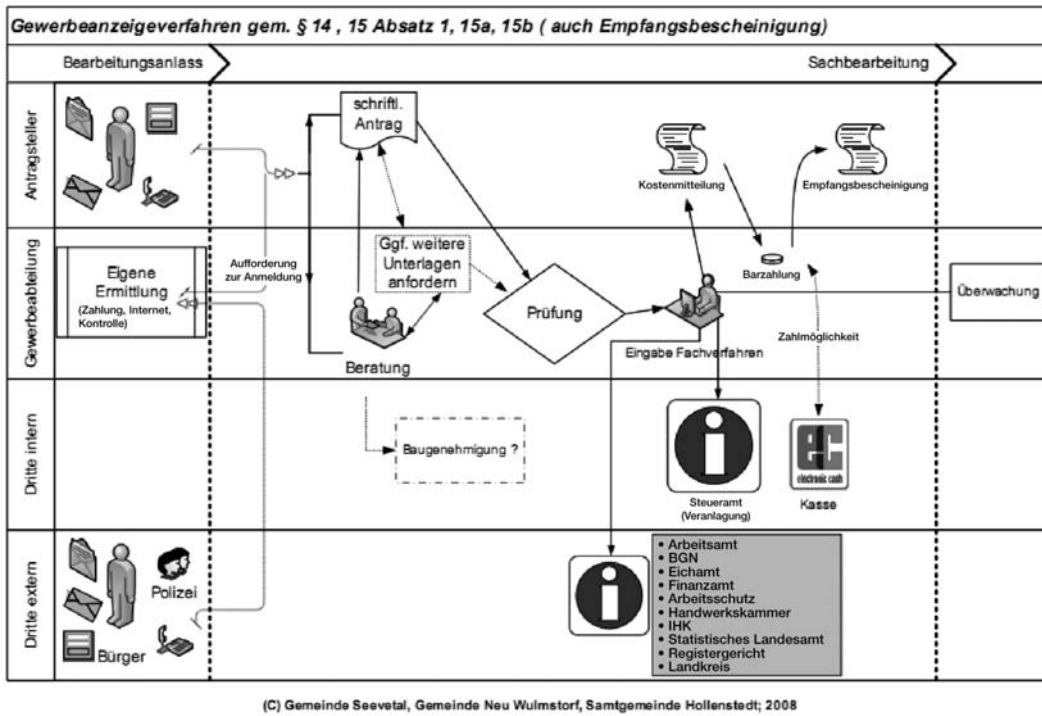 Gewerbeanzeigeverfahren gem. § 14 , 15 Absatz 1, 15a, 15b ( auch Empfangsbescheinigung)
Bearbeitungsanlass
Sachbearbeitung
Antragsteller
schriftl.
Antrag
Kostenmitteilung
Empfangsbescheinigung
Gewerbeabteilung
Eigene
Ermittlung
(Zahlung, Internet,
Kontrolle)
Aufforderung
zur Anmeldung
Ggf. weitere
Unterlagen
anfordern
Beratung
Prüfung
Eingabe Fachverfahren
Barzahlung
Zahlmöglichkeit
Überwachung
Dritte intern
Baugenehmigung ?
Steueramt
(Veranlagung)
ec
electronic cash
Kasse
Dritte extern
Polizei
Bürger
• Arbeitsamt
• BGN
• Eichamt
• Finanzamt
• Arbeitsschutz
• Handwerkskammer
• IHK
• Statistisches Landesamt
• Registergericht
• Landkreis
(C) Gemeinde Seevetal, Gemeinde Neu Wulmstorf, Samtgemeinde Hollenstedt; 2008